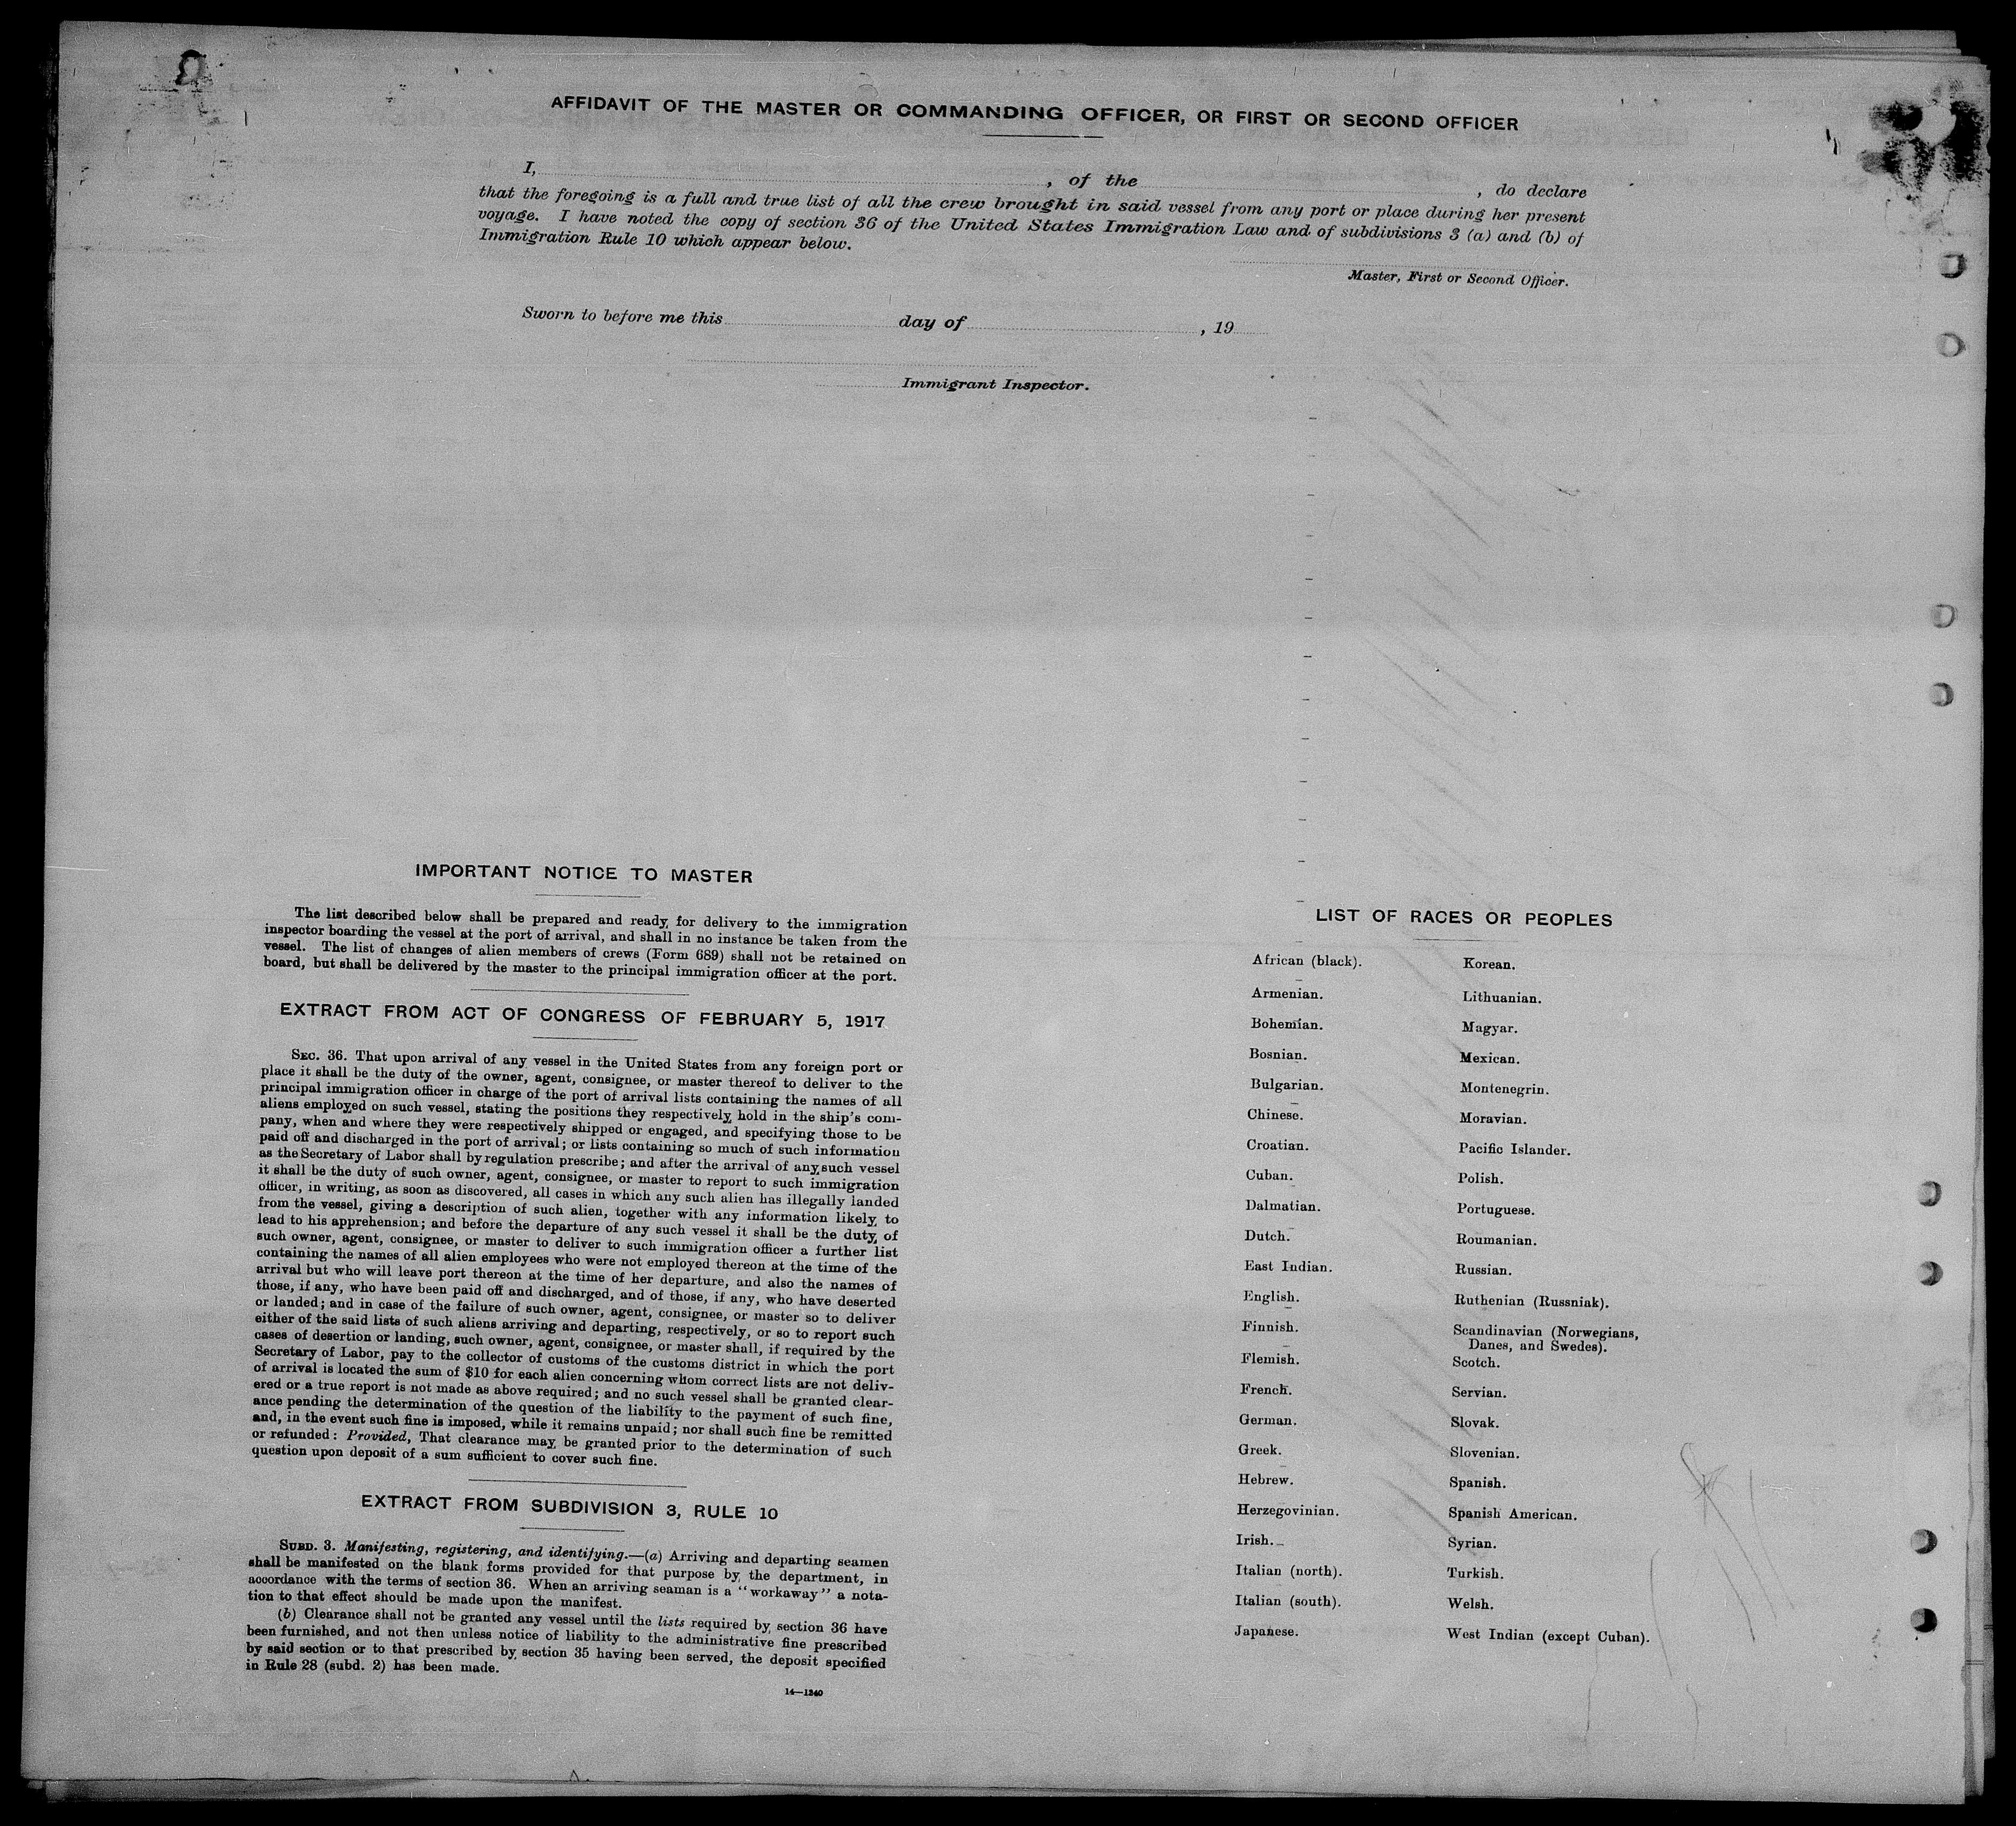 AFFIDAVIT OF THE MASTER OR COMMANDING OFFICER, OR FIRST OR SECOND OFFICER
I, , of the , do declare
that the foregoing is a full and true list of all the crew brought in said vessel from any port or place during her present
voyage. I have noted the copy of section 36 of the United States Immigration Law and of subdivisions 3 (a) and (b) of
Immigration Rule 10 which appear below.
Master, First or Second Officer.
Sworn to before me this day of , 19
Immigrant Inspector.
IMPORTANT NOTICE TO MASTER
The list described below shall be prepared and ready for delivery to the immigration
inspector boarding the vessel at the port of arrival, and shall in no instance be taken from the
vessel. The list of changes of alien members of crews (Form 689) shall not be retained on
board, but shall be delivered by the master to the principal immigration officer at the port.
EXTRACT FROM ACT OF CONGRESS OF FEBRUARY 5, 1917
SEC. 36. That upon arrival of any vessel in the United States from any foreign port or
place it shall be the duty of the owner, agent, consignee, or master thereof to deliver to the
principal immigration officer in charge of the port of arrival lists containing the names of all
aliens employed on such vessel, stating the positions they respectively hold in the ship's com-
pany, when and where they were respectively shipped or engaged, and specifying those to be
paid off and discharged in the port of arrival; or lists containing so much of such information
as the Secretary of Labor shall by regulation prescribe; and after the arrival of any such vessel
it shall be the duty of such owner, agent, consignee, or master to report to such immigration
officer, in writing, as soon as discovered, all cases in which any such alien has illegally landed
from the vessel, giving a description of such alien, together with any information likely to
lead to his apprehension; and before the departure of any such vessel it shall be the duty of
such owner, agent, consignee, or master to deliver to such immigration officer a further list
containing the names of all alien employees who were not employed thereon at the time of the
arrival but who will leave port thereon at the time of her departure, and also the names of
those, if any, who have been paid off and discharged, and of those, if any, who have deserted
or landed; and in case of the failure of such owner, agent, consignee, or master so to deliver
either of the said lists of such aliens arriving and departing, respectively, or so to report such
cases of desertion or landing, such owner, agent, consignee, or master shall, if required by the
Secretary of Labor, pay to the collector of customs of the customs district in which the port
of arrival is located the sum of $10 for each alien concerning whom correct lists are not deliv-
ered or a true report is not made as above required; and no such vessel shall be granted clear-
ance pending the determination of the question of the liability to the payment of such fine,
and, in the event such fine is imposed, while it remains unpaid; nor shall such fine be remitted
or refunded: Provided, That clearance may be granted prior to the determination of such
question upon deposit of a sum sufficient to cover such fine.
EXTRACT FROM SUBDIVISION 3, RULE 10
SUBD. 3. Manifesting, registering, and identifying.—(a) Arriving and departing seamen
shall be manifested on the blank forms provided for that purpose by the department, in
accordance with the terms of section 36. When an arriving seaman is a "workaway" a nota-
tion to that effect should be made upon the manifest.
(b) Clearance shall not be granted any vessel until the lists required by section 36 have
been furnished, and not then unless notice of liability to the administrative fine prescribed
by said section or to that prescribed by section 35 having been served, the deposit specified
in Rule 28 (subd. 2) has been made.
14—1240
LIST OF RACES OR PEOPLES
African (black).
Armenian.
Bohemian.
Bosnian.
Bulgarian.
Chinese.
Croatian.
Cuban.
Dalmatian.
Dutch.
East Indian.
English.
Finnish.
Flemish.
French.
German.
Greek.
Hebrew.
Herzegovinian.
Irish.
Italian (north).
Italian (south).
Japanese.
Korean.
Lithuanian.
Magyar.
Mexican.
Montenegrin.
Moravian.
Pacific Islander.
Polish.
Portuguese.
Roumanian.
Russian.
Ruthenian (Russniak).
Scandinavian (Norwegians,
Danes, and Swedes).
Scotch.
Servian.
Slovak.
Slovenian.
Spanish.
Spanish American.
Syrian.
Turkish.
Welsh.
West Indian (except Cuban).